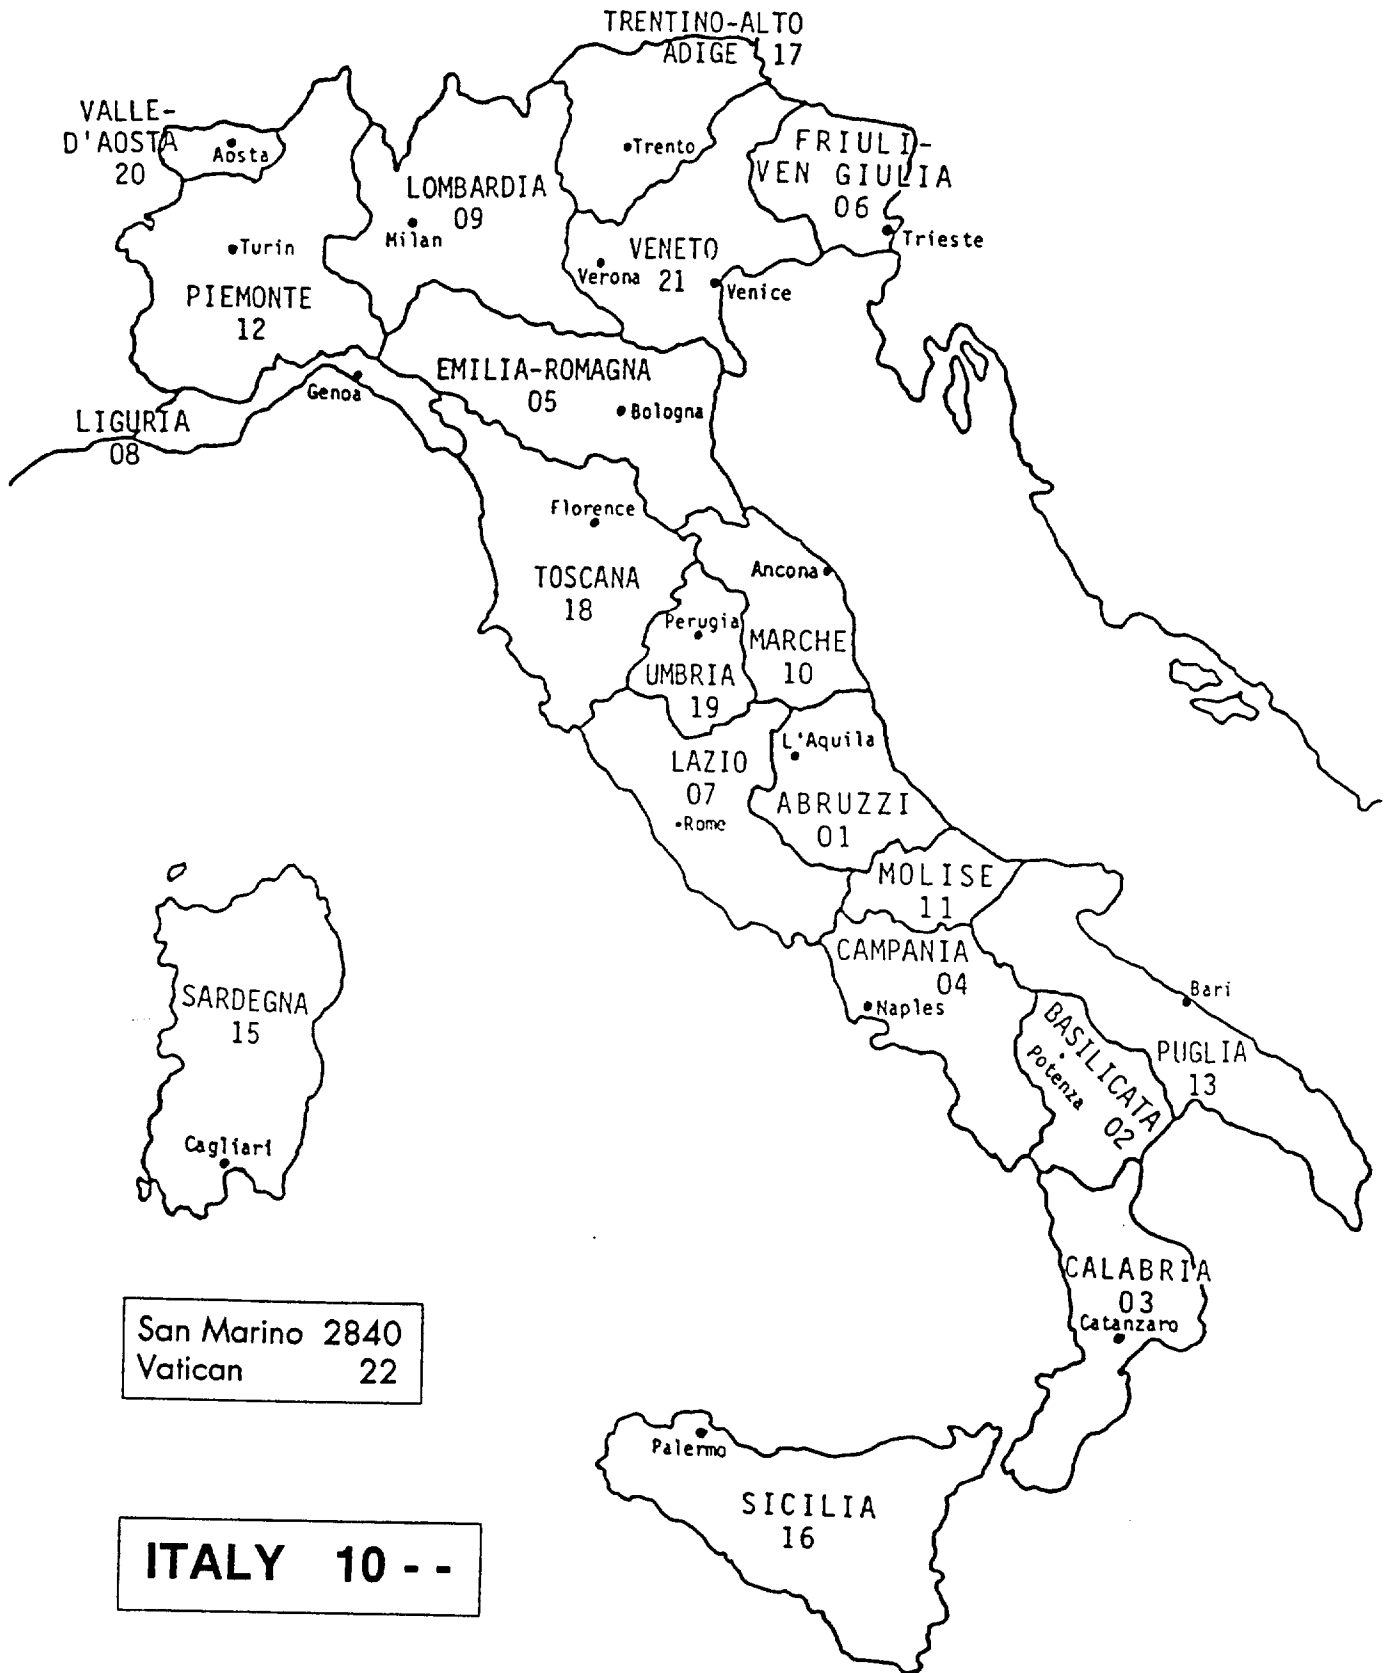 TRENTINO-ALTO
ADIGE 17
VALLE-
D'AOSTA
20
Aosta
Trento
FRIULI-
VEN GIULIA
06
Trieste
LOMBARDIA
09
Milan
Turin
VENETO
21
Verona
Venice
PIEMONTE
12
EMILIA-ROMAGNA
05
Bologna
Genoa
LIGURIA
08
Florence
TOSCANA
18
Ancona
Perugia
MARCHE
10
UMBRIA
19
L'Aquila
LAZIO
07
Rome
ABRUZZI
01
MOLISE
11
CAMPANIA
04
Naples
Bari
BASILICATA
02
Potenza
PUGLIA
13
SARDEGNA
15
Cagliari
CALABRIA
03
Catanzaro
San Marino 2840
Vatican 22
Palermo
SICILIA
16
ITALY 10 - -